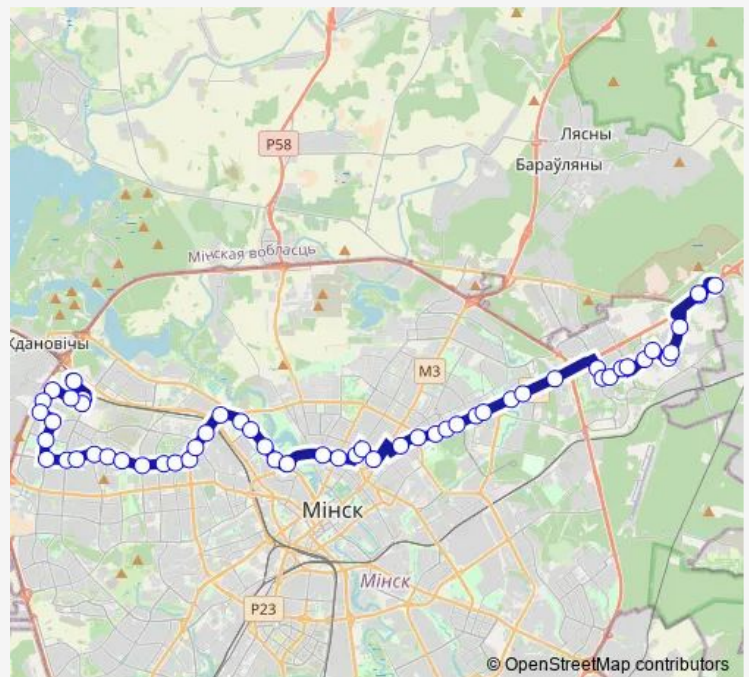 Лясны
P58
Бараўляны
Мінская вобласць
Ждановічы
M3
Мінск
Мінск
P23
© OpenStreetMap contributors